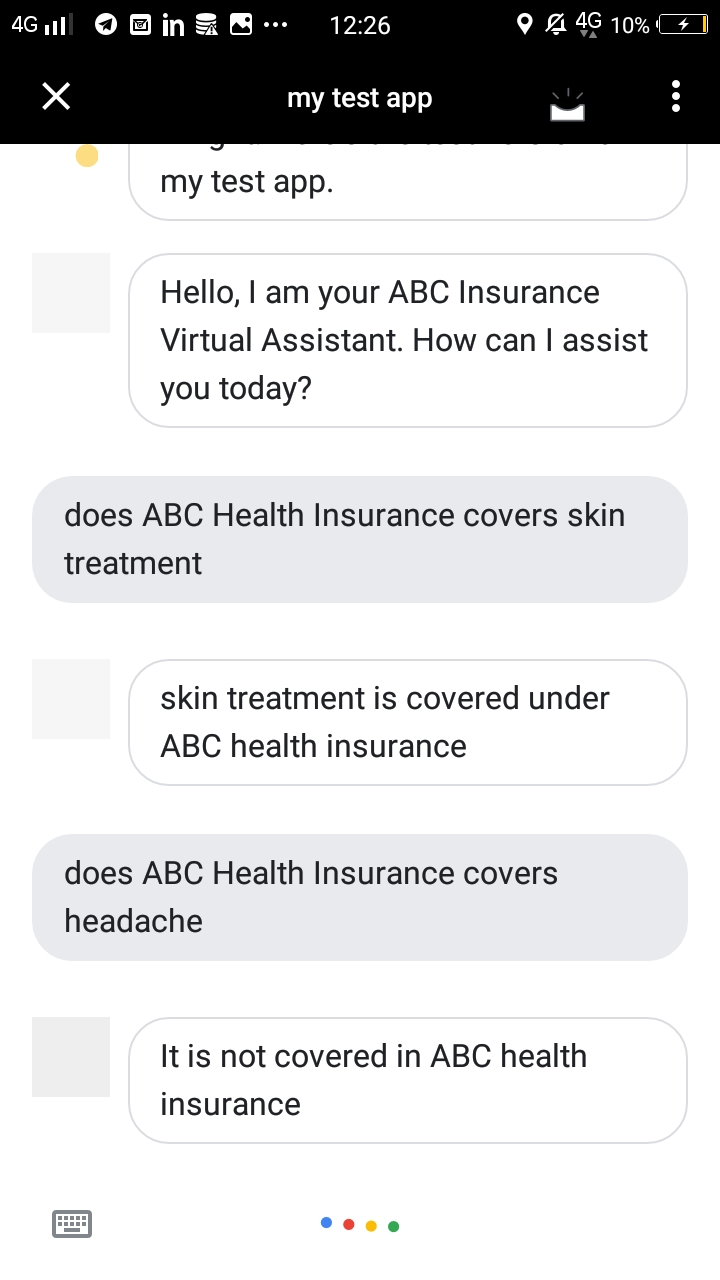 4G in 12:26 4G 10%
my test app
my test app.
Hello, I am your ABC Insurance
Virtual Assistant. How can I assist
you today?
does ABC Health Insurance covers skin
treatment
skin treatment is covered under
ABC health insurance
does ABC Health Insurance covers
headache
It is not covered in ABC health
insurance